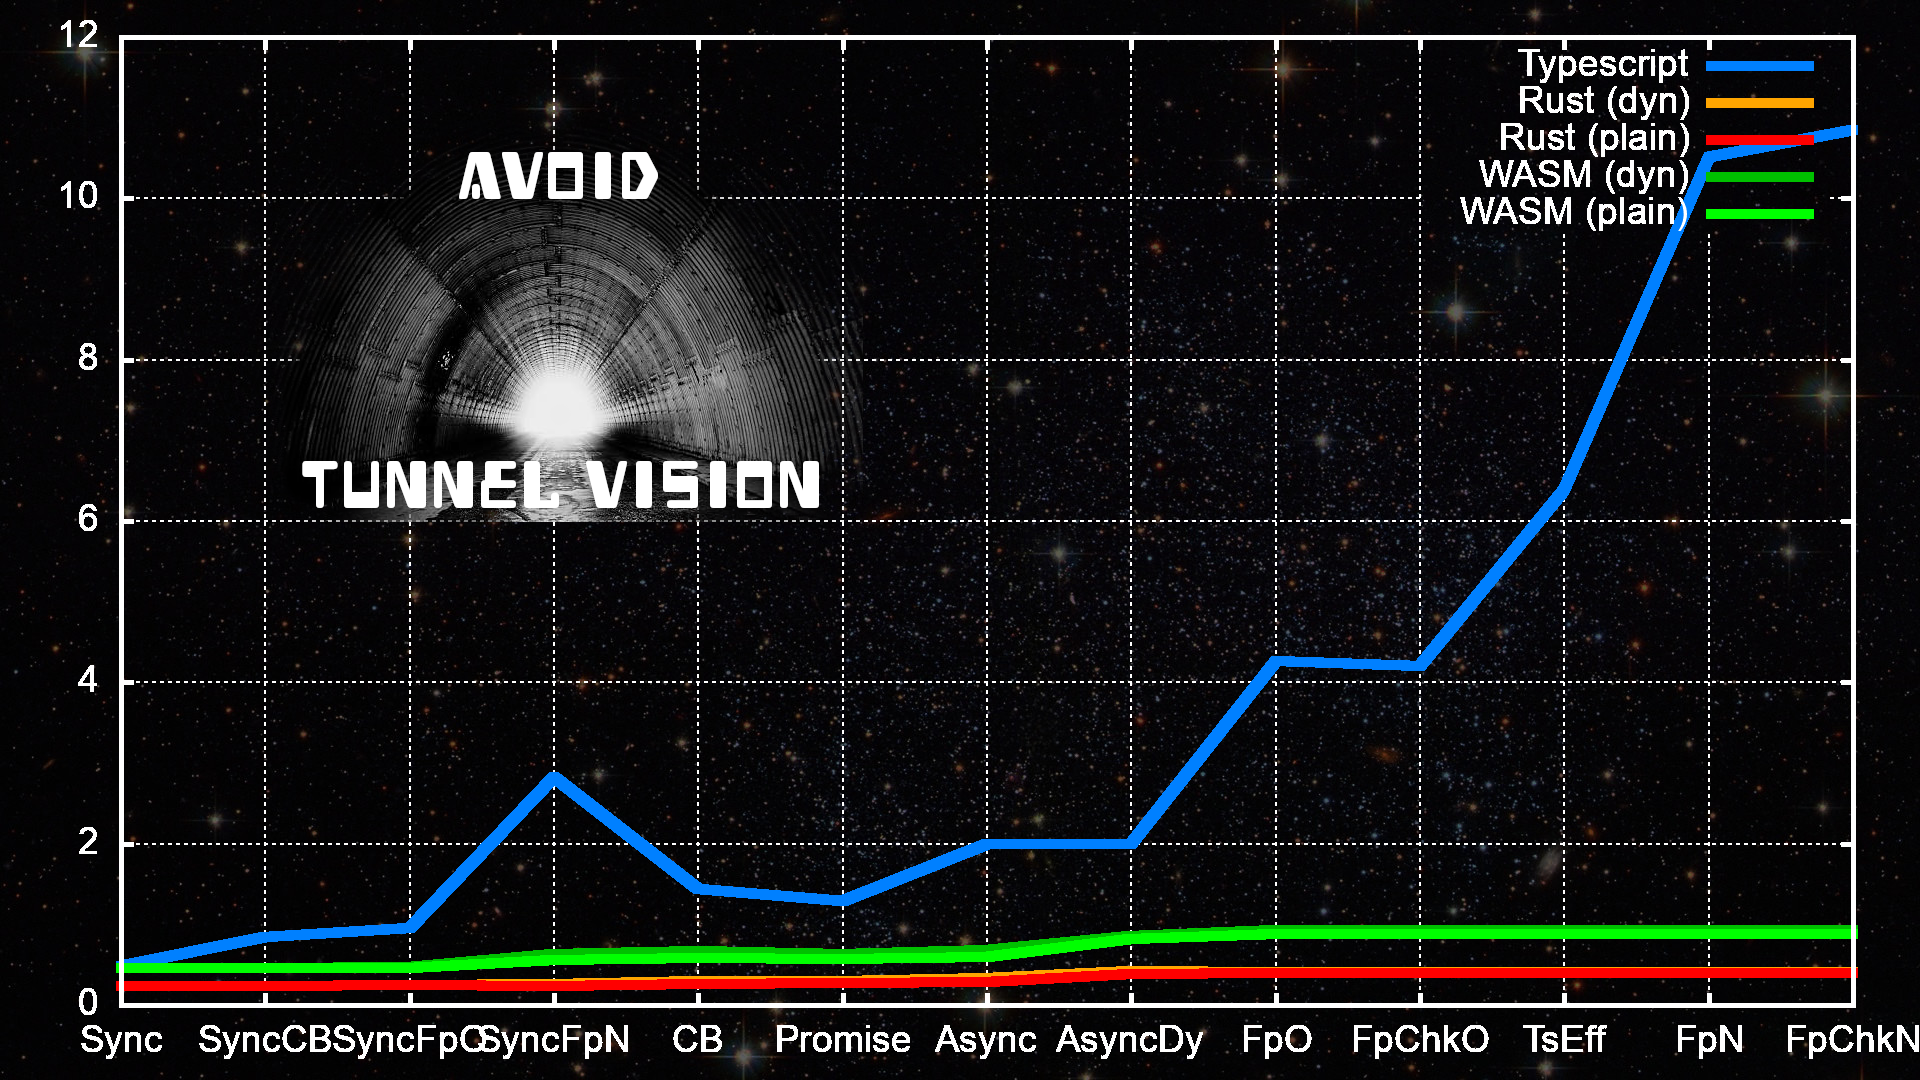 12
Typescript
Rust (dyn)
Rust (plain)
WASM (dyn)
WASM (plain)
AVOID
10
8
TUNNEL VISION
6
4
2
0
Sync SyncCB SyncFpO SyncFpN CB Promise Async AsyncDy FpO FpChkO TsEff FpN FpChkN